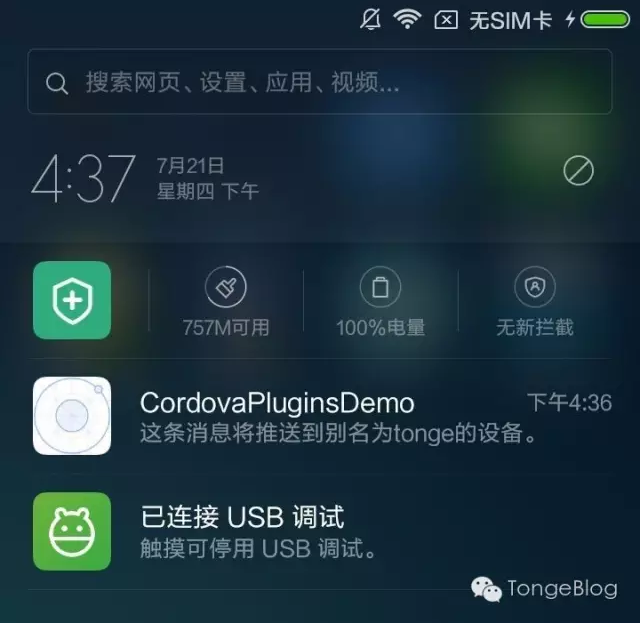 无SIM卡
搜索网页、设置、应用、视频...
4:37
7月21日
星期四 下午
757M可用
100%电量
无新拦截
CordovaPluginsDemo
下午4:36
这条消息将推送到别名为tonge的设备。
已连接 USB 调试
触摸可停用 USB 调试。
TongeBlog